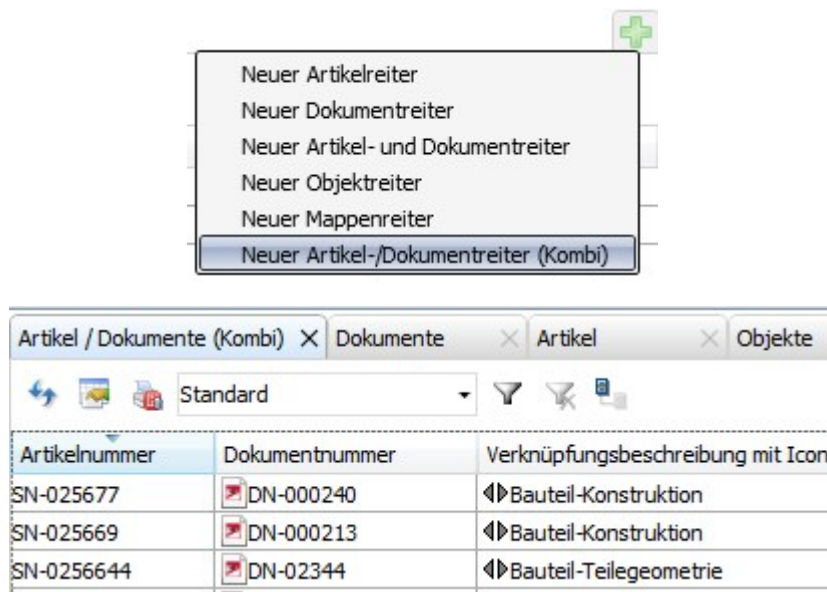 Neuer Artikelreiter
Neuer Dokumentreiter
Neuer Artikel- und Dokumentreiter
Neuer Objektreiter
Neuer Mappenreiter
Neuer Artikel-/Dokumentreiter (Kombi)
Artikel / Dokumente (Kombi) Dokumente Artikel Objekte
Standard
Artikelnummer Dokumentnummer Verknüpfungsbeschreibung mit Icon
SN-025677 DN-000240 Bauteil-Konstruktion
SN-025669 DN-000213 Bauteil-Konstruktion
SN-0256644 DN-02344 Bauteil-Teilegeometrie